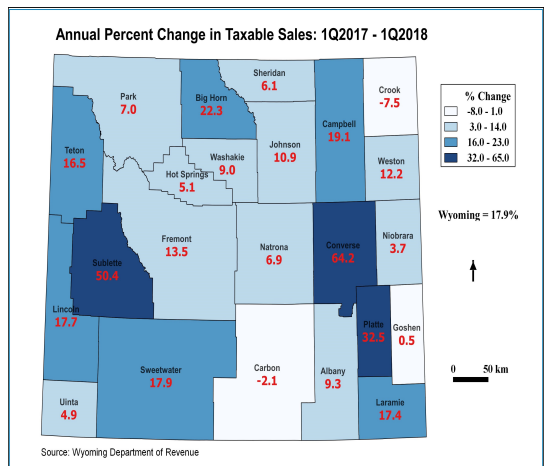 Annual Percent Change in Taxable Sales: 1Q2017 - 1Q2018
Sheridan
6.1
Park
7.0
Big Horn
22.3
Crook
-7.5
Campbell
19.1
% Change
-8.0 - 1.0
3.0 - 14.0
16.0 - 23.0
32.0 - 65.0
Teton
16.5
Washakie
9.0
Johnson
10.9
Weston
12.2
Hot Springs
5.1
Wyoming = 17.9%
Fremont
13.5
Natrona
6.9
Converse
64.2
Niobrara
3.7
Sublette
50.4
Lincoln
17.7
Platte
32.5
Goshen
0.5
Sweetwater
17.9
Carbon
-2.1
Albany
9.3
0 50 km
Uinta
4.9
Laramie
17.4
Source: Wyoming Department of Revenue